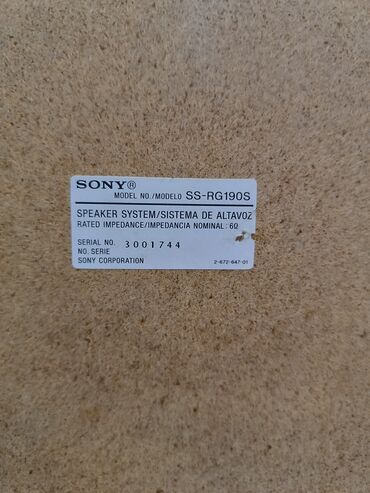 SONY®
MODEL NO./MODELO SS-RG190S
SPEAKER SYSTEM/SISTEMA DE ALTAVOZ
RATED IMPEDANCE/IMPEDANCIA NOMINAL: 6Ω
SERIAL NO. 3001744
NO. SERIE
SONY CORPORATION 2-672-647-01